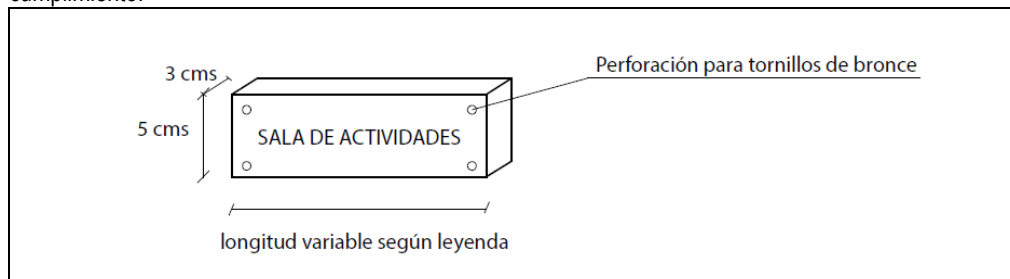 3 cms
Perforación para tornillos de bronce
5 cms
SALA DE ACTIVIDADES
longitud variable según leyenda